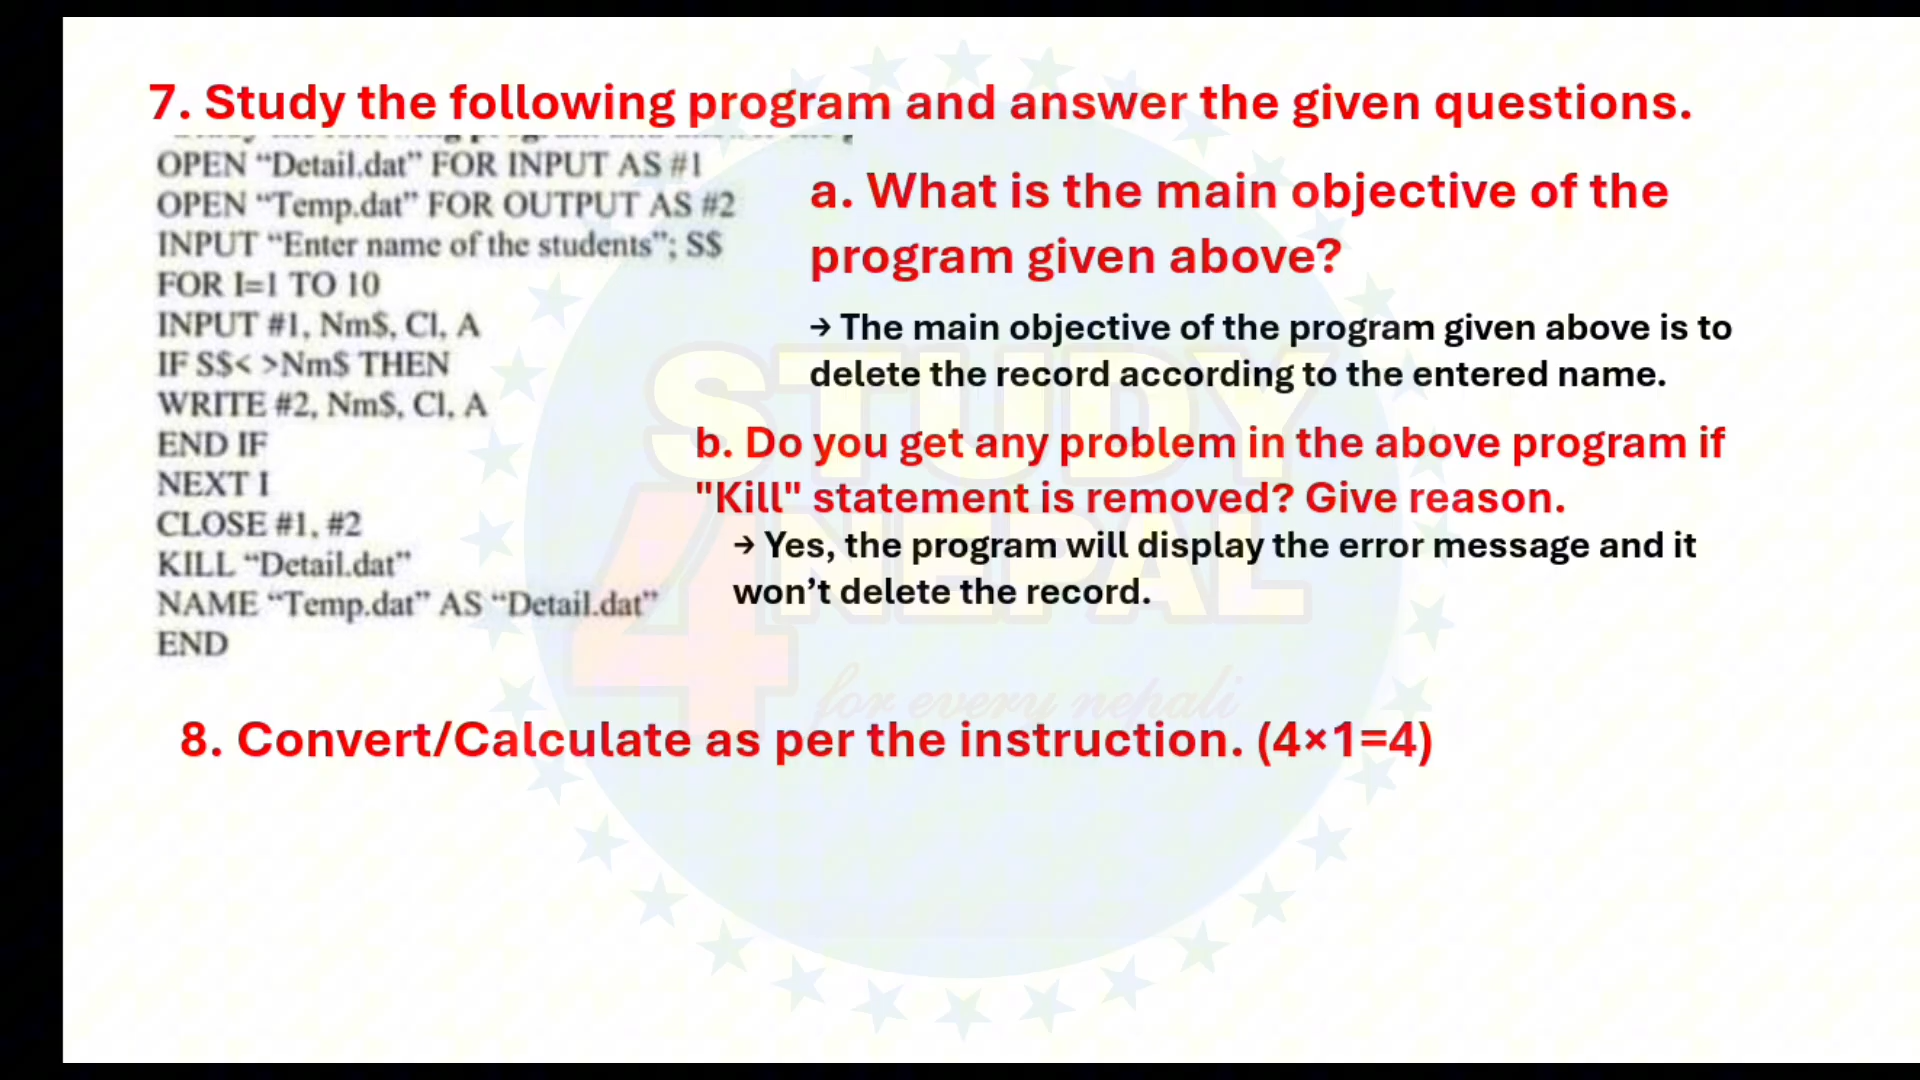 7. Study the following program and answer the given questions.
OPEN “Detail.dat” FOR INPUT AS #1
OPEN “Temp.dat” FOR OUTPUT AS #2
INPUT “Enter name of the students”; S$
FOR I=1 TO 10
INPUT #1, Nm$, Cl, A
IF S$< >Nm$ THEN
WRITE #2, Nm$, Cl, A
END IF
NEXT I
CLOSE #1, #2
KILL “Detail.dat”
NAME “Temp.dat” AS “Detail.dat”
END
a. What is the main objective of the
program given above?
→ The main objective of the program given above is to
delete the record according to the entered name.
b. Do you get any problem in the above program if
"Kill" statement is removed? Give reason.
→ Yes, the program will display the error message and it
won’t delete the record.
STUDY
4 NEPAL
for every nepali
8. Convert/Calculate as per the instruction. (4×1=4)